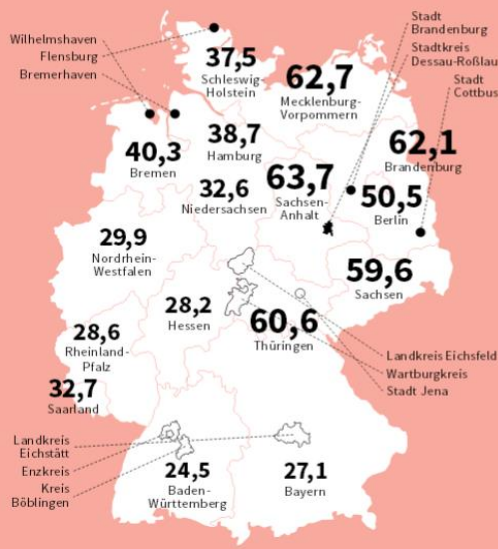 Stadt
Brandenburg
Stadtkreis
Dessau-Roßlau
Stadt
Cottbus
Wilhelmshaven
Flensburg
Bremerhaven
37,5
Schleswig-
Holstein
62,7
Mecklenburg-
Vorpommern
38,7
Hamburg
40,3
Bremen
62,1
Brandenburg
63,7
Sachsen-
Anhalt
32,6
Niedersachsen
50,5
Berlin
29,9
Nordrhein-
Westfalen
59,6
Sachsen
28,2
Hessen
60,6
Thüringen
28,6
Rheinland-
Pfalz
Landkreis Eichsfeld
Wartburgkreis
Stadt Jena
32,7
Saarland
Landkreis
Eichstätt
Enzkreis
Kreis
Böblingen
24,5
Baden-
Württemberg
27,1
Bayern